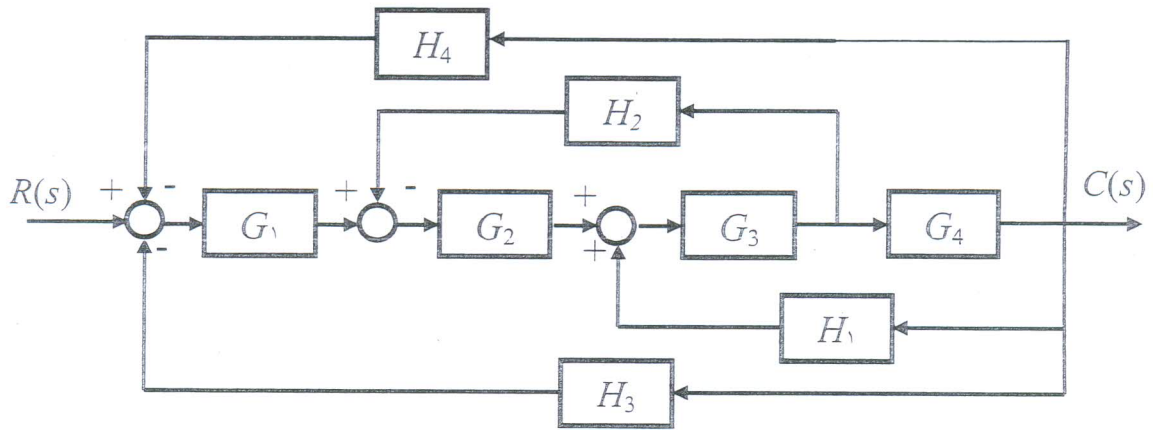 H₄
H₂
+ - + - +
R(s) G₁ G₂ G₃ G₄ C(s)
- +
H₁
H₃